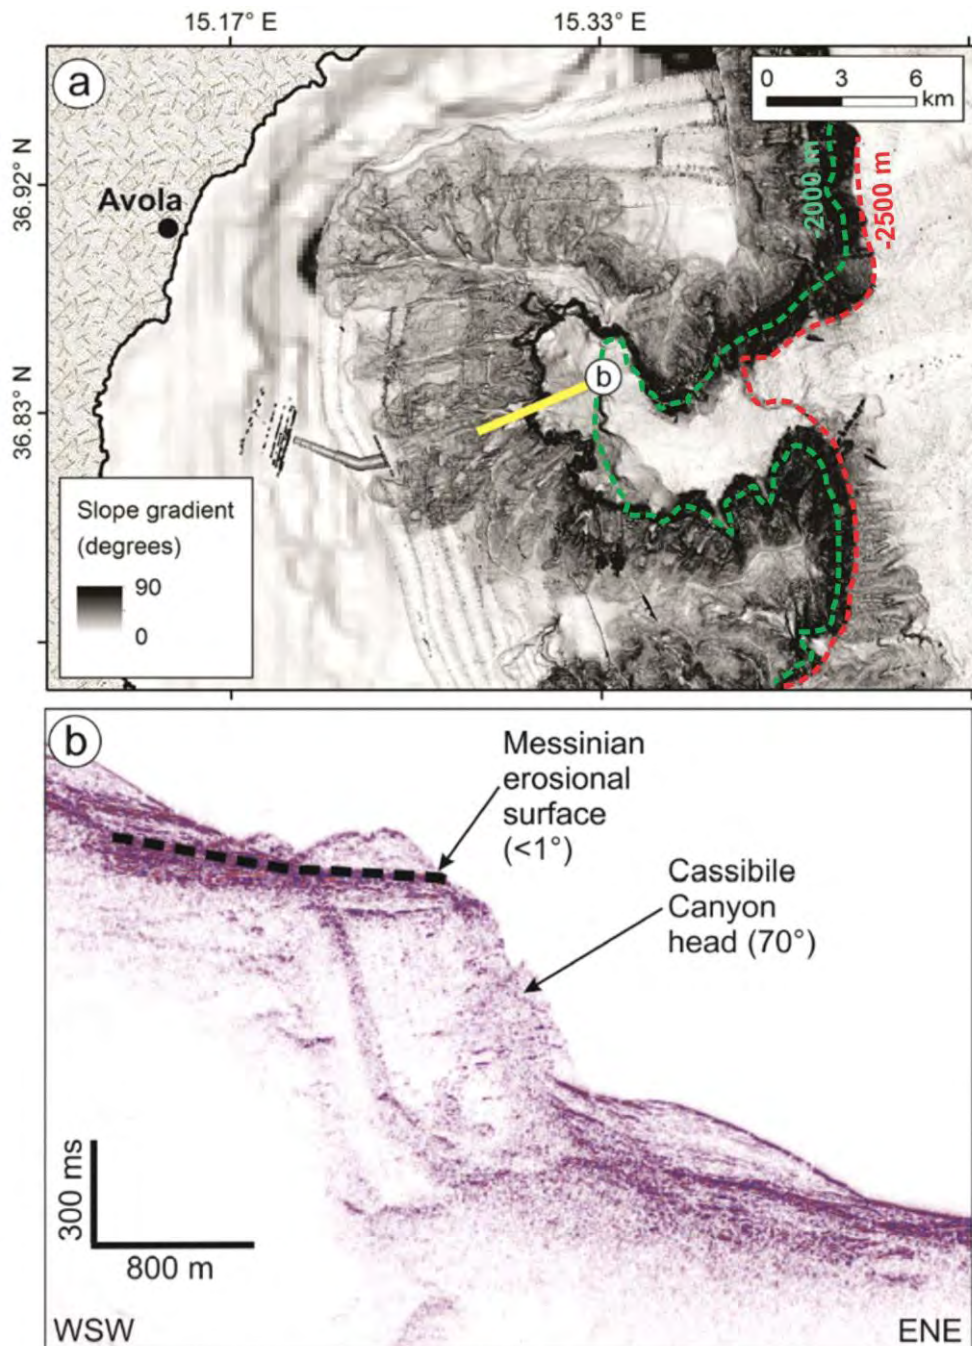 15.17° E
15.33° E
a
0 3 6
km
36.92° N
Avola
-2000 m
-2500 m
b
36.83° N
Slope gradient
(degrees)
90
0
b
Messinian
erosional
surface
(<1°)
Cassibile
Canyon
head (70°)
300 ms
800 m
WSW
ENE